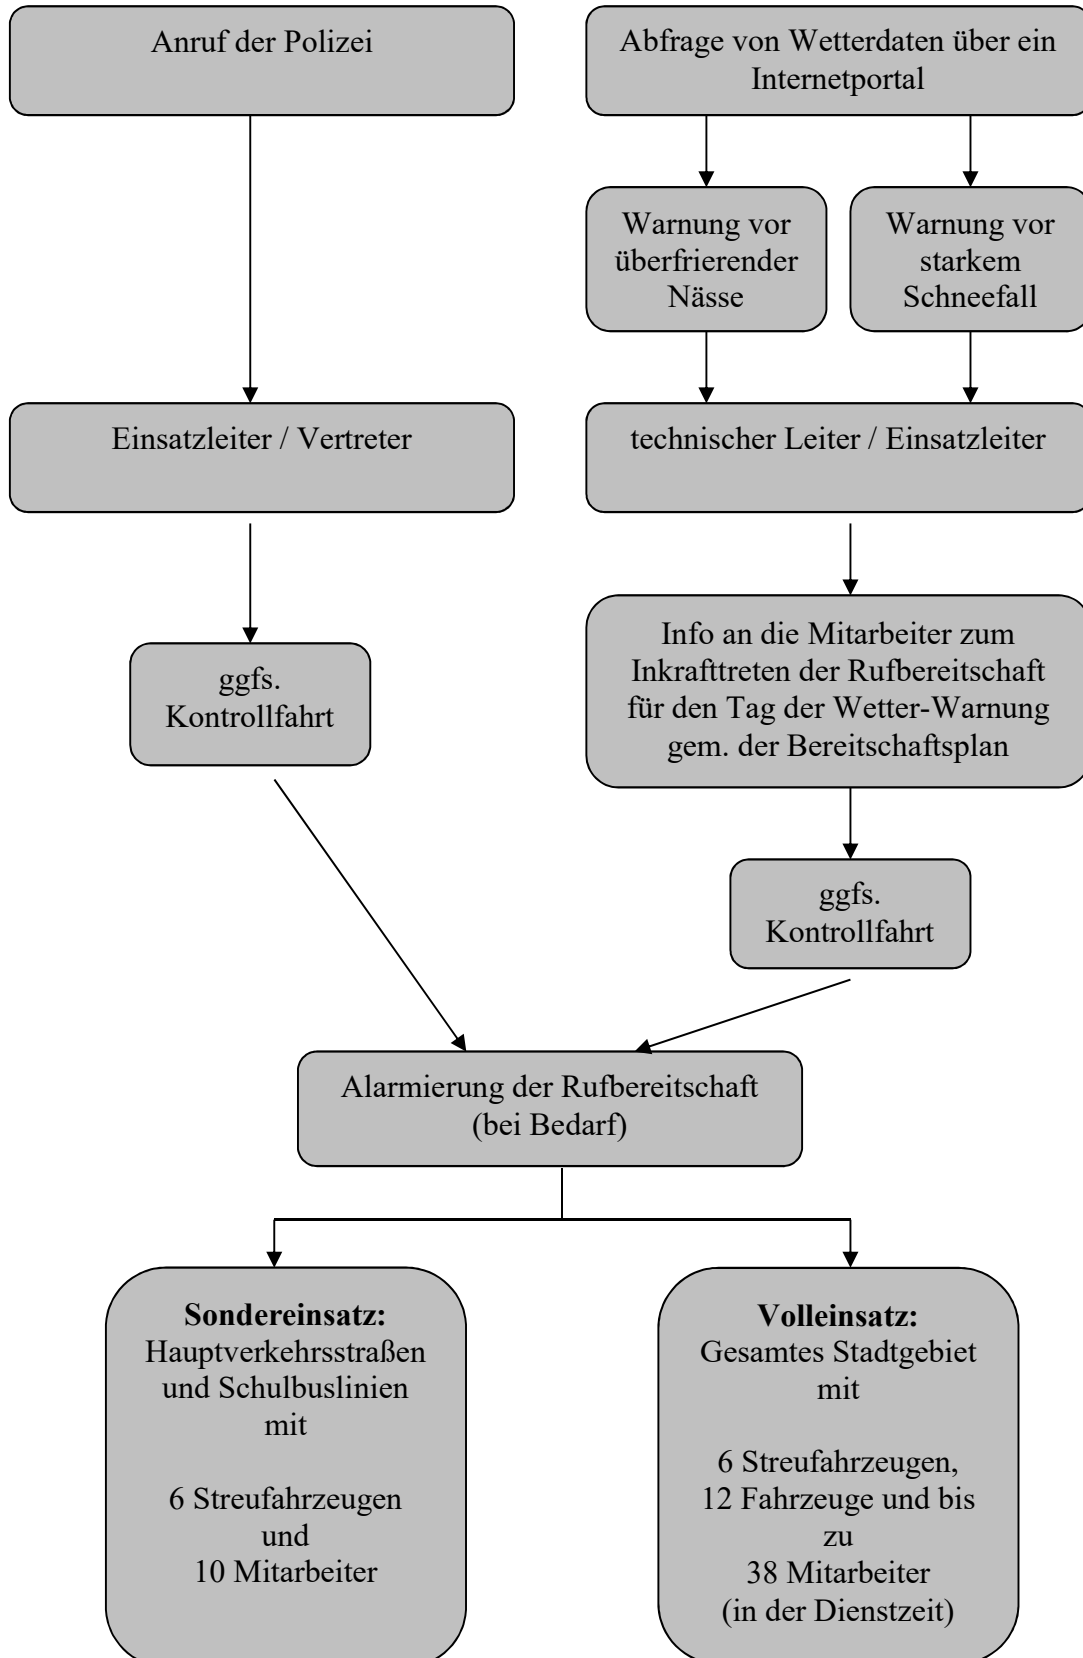 Anruf der Polizei
Abfrage von Wetterdaten über ein
Internetportal
Warnung vor
überfrierender
Nässe
Warnung vor
starkem
Schneefall
Einsatzleiter / Vertreter
technischer Leiter / Einsatzleiter
ggfs.
Kontrollfahrt
Info an die Mitarbeiter zum
Inkrafttreten der Rufbereitschaft
für den Tag der Wetter-Warnung
gem. der Bereitschaftsplan
ggfs.
Kontrollfahrt
Alarmierung der Rufbereitschaft
(bei Bedarf)
Sondereinsatz:
Hauptverkehrsstraßen
und Schulbuslinien
mit
6 Streufahrzeugen
und
10 Mitarbeiter
Volleinsatz:
Gesamtes Stadtgebiet
mit
6 Streufahrzeugen,
12 Fahrzeuge und bis
zu
38 Mitarbeiter
(in der Dienstzeit)